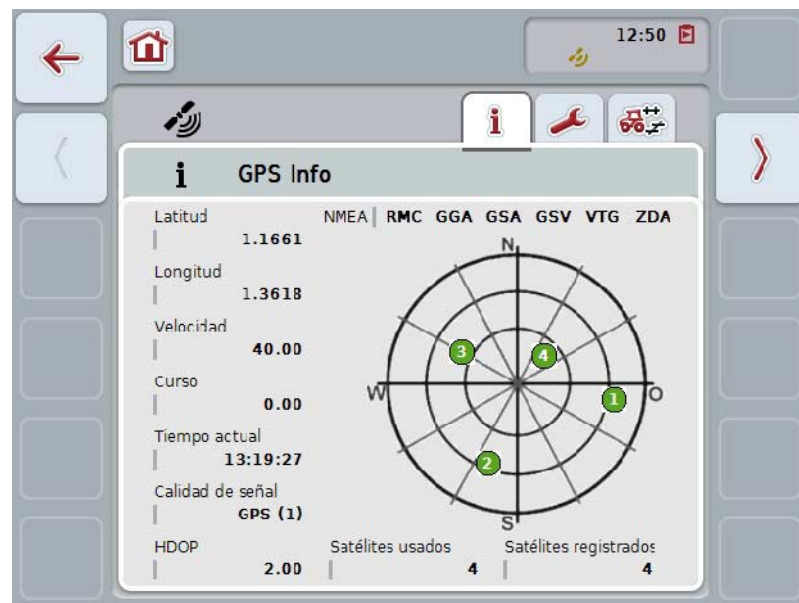 12:50
i
i GPS Info
Latitud
1.1661
Longitud
1.3618
Velocidad
40.00
Curso
0.00
Tiempo actual
13:19:27
Calidad de señal
GPS (1)
HDOP
2.00
NMEA RMC GGA GSA GSV VTG ZDA
N
3
4
W
1
O
2
S
Satélites usados
4
Satélites registrados
4